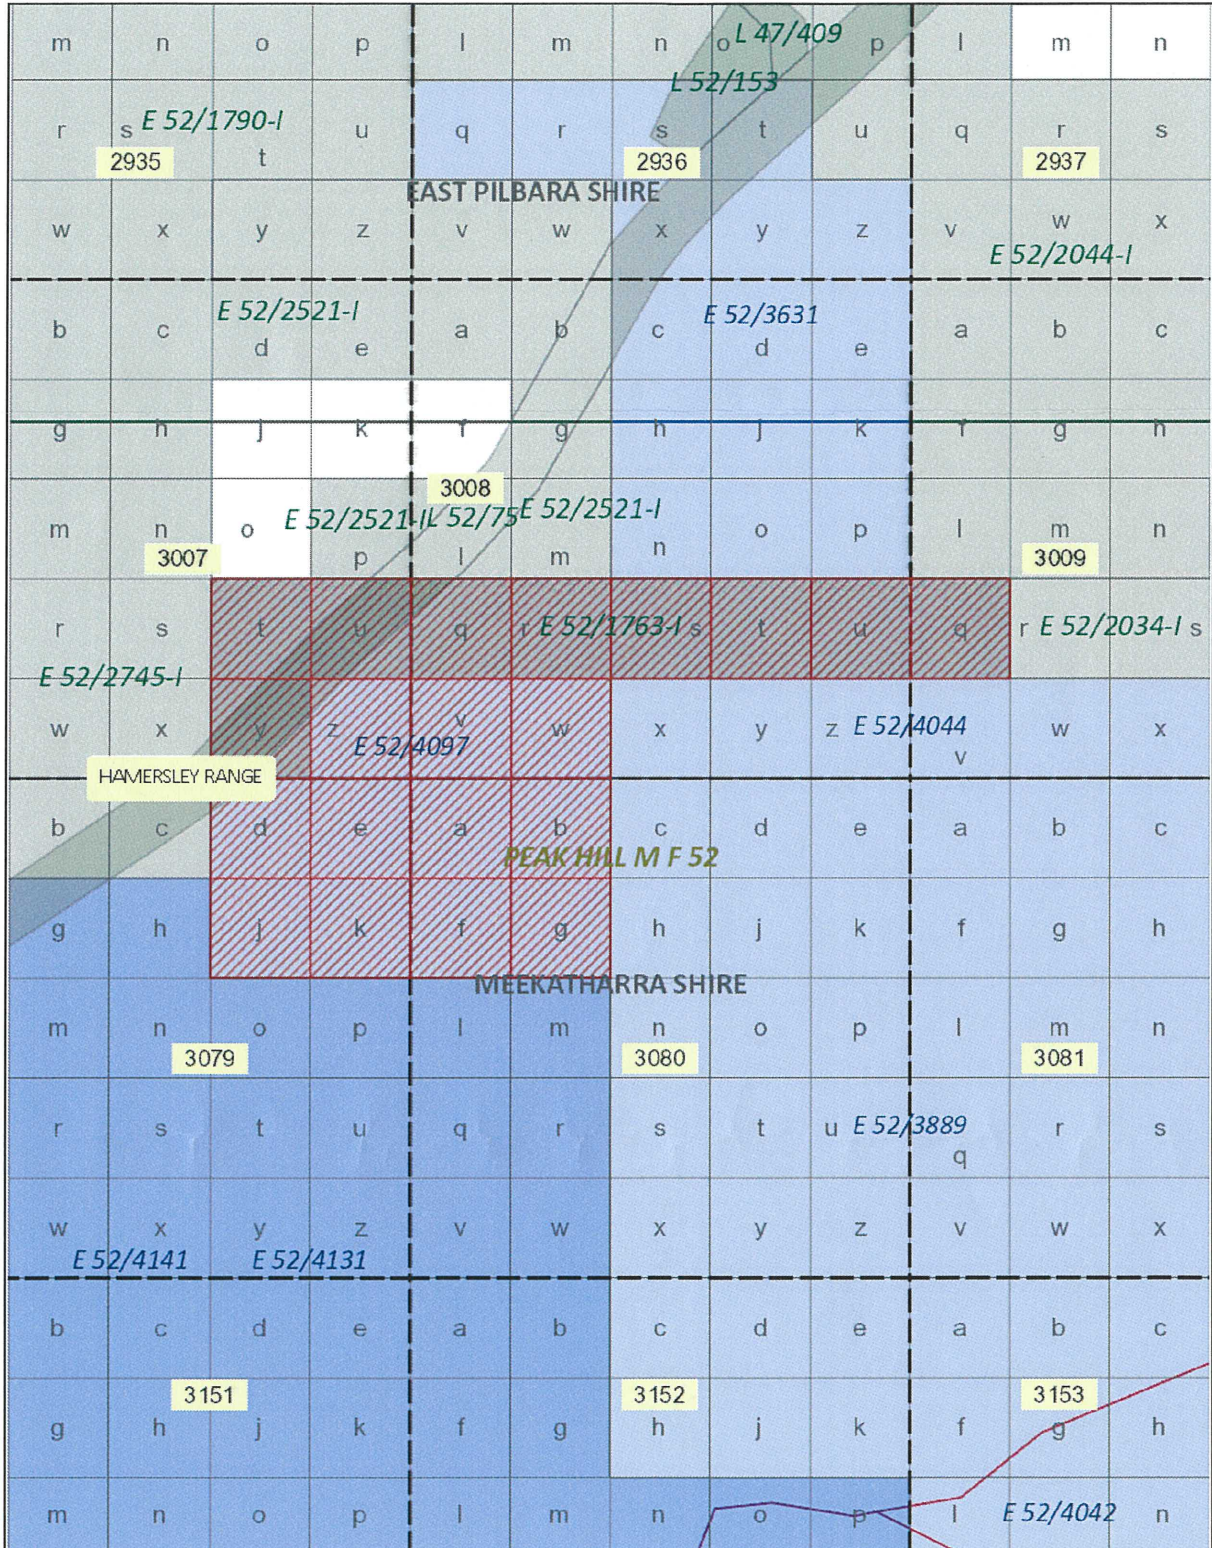 m n o p l m n o L 47/409 p l m n
L 52/153
r s E 52/1790-I t u q r s t u q r s
2935 2936 2937
EAST PILBARA SHIRE
w x y z v w x y z v w x
E 52/2044-I
E 52/2521-I E 52/3631
b c d e a b c d e a b c
g h j k f g h j k f g h
3008
E 52/2521-I L 52/75 E 52/2521-I
m n o p l m n o p l m n
3007 3009
r s t u q r E 52/1763-I s t u q r E 52/2034-I s
E 52/2745-I
w x y z v w x y z E 52/4044 v w x
E 52/4097
HAMERSLEY RANGE
b c d e a b c d e a b c
PEAK HILL M F 52
g h j k f g h j k f g h
MEEKATHARRA SHIRE
m n o p l m n o p l m n
3079 3080 3081
r s t u q r s t u E 52/3889 q r s
w x y z v w x y z v w x
E 52/4141 E 52/4131
b c d e a b c d e a b c
3151 3152 3153
g h j k f g h j k f g h
m n o p l m n o p l E 52/4042 n